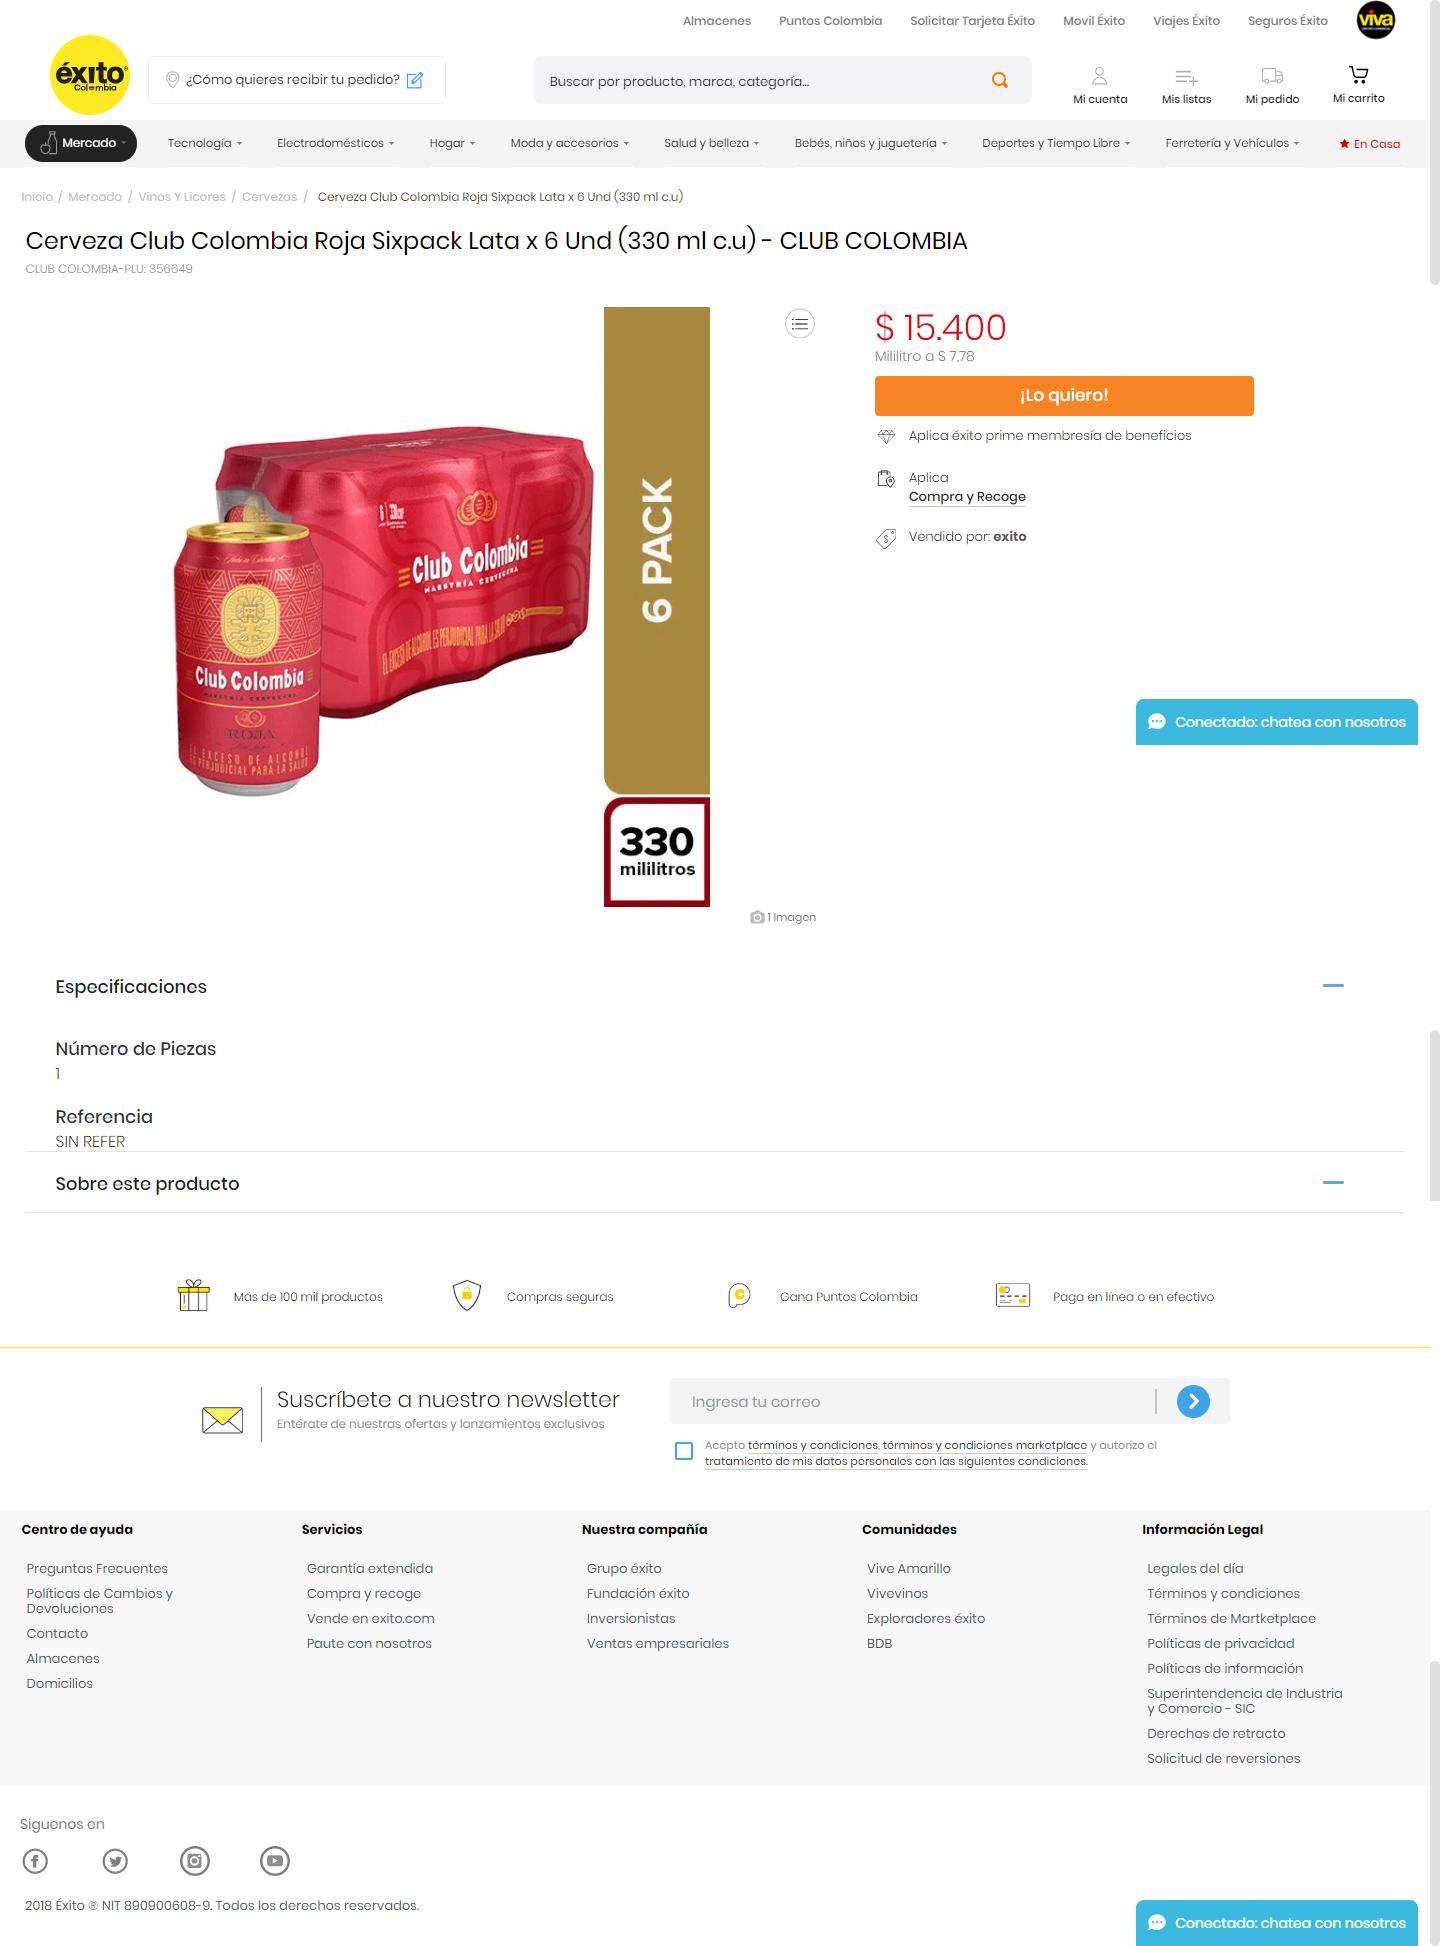 Almacenes Puntos Colombia Solicitar Tarjeta Éxito Movil Éxito Viajes Éxito Seguros Éxito viva
éxito
Colombia
¿Cómo quieres recibir tu pedido?
Buscar por producto, marca, categoría...
Mi cuenta Mis listas Mi pedido Mi carrito
Mercado Tecnología Electrodomésticos Hogar Moda y accesorios Salud y belleza Bebés, niños y juguetería Deportes y Tiempo Libre Ferretería y Vehículos En Casa
Inicio / Mercado / Vinos Y Licores / Cervezas / Cerveza Club Colombia Roja Sixpack Lata x 6 Und (330 ml c.u)
Cerveza Club Colombia Roja Sixpack Lata x 6 Und (330 ml c.u) - CLUB COLOMBIA
CLUB COLOMBIA-PLU: 356649
Club Colombia
MAESTRÍA CERVECERA
EL EXCESO DE ALCOHOL ES PERJUDICIAL PARA LA SALUD
Club Colombia
MAESTRÍA CERVECERA
ROJA
EL EXCESO DE ALCOHOL
ES PERJUDICIAL PARA LA SALUD
6 PACK
330
mililitros
1 Imagen
$ 15.400
Mililitro a $ 7,78
¡Lo quiero!
Aplica éxito prime membresía de beneficios
Aplica
Compra y Recoge
Vendido por: exito
Conectado: chatea con nosotros
Especificaciones
Número de Piezas
1
Referencia
SIN REFER
Sobre este producto
Más de 100 mil productos Compras seguras Gana Puntos Colombia Paga en línea o en efectivo
Suscríbete a nuestro newsletter
Entérate de nuestras ofertas y lanzamientos exclusivos
Ingresa tu correo
Acepto términos y condiciones, términos y condiciones marketplace y autorizo el
tratamiento de mis datos personales con las siguientes condiciones.
Centro de ayuda
Preguntas Frecuentes
Políticas de Cambios y
Devoluciones
Contacto
Almacenes
Domicilios
Servicios
Garantía extendida
Compra y recoge
Vende en exito.com
Paute con nosotros
Nuestra compañía
Grupo éxito
Fundación éxito
Inversionistas
Ventas empresariales
Comunidades
Vive Amarillo
Vivevinos
Exploradores éxito
BDB
Información Legal
Legales del día
Términos y condiciones
Términos de Martketplace
Políticas de privacidad
Políticas de información
Superintendencia de Industria
y Comercio - SIC
Derechos de retracto
Solicitud de reversiones
Siguenos en
2018 Éxito ® NIT 890900608-9. Todos los derechos reservados.
Conectado: chatea con nosotros